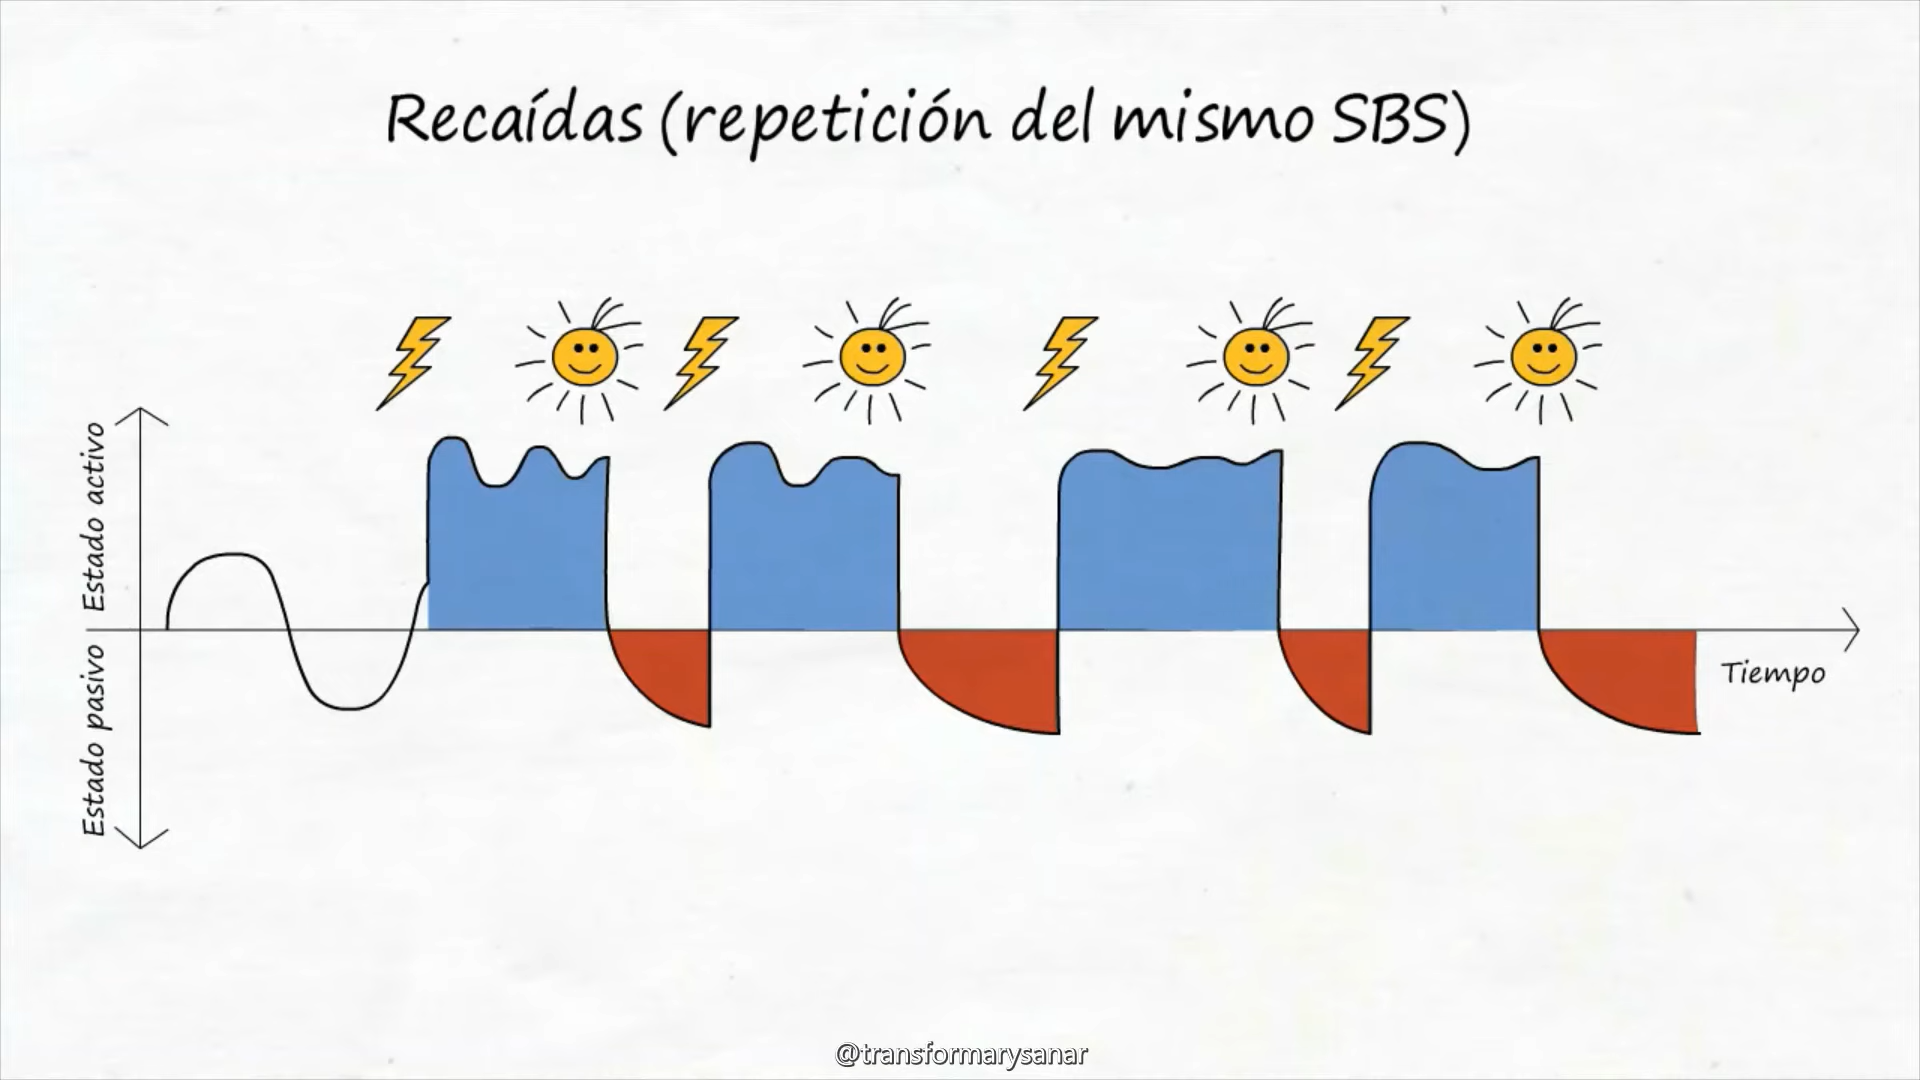 Recaídas (repetición del mismo SBS)
Estado activo
Estado pasivo
Tiempo
@transformarysanar